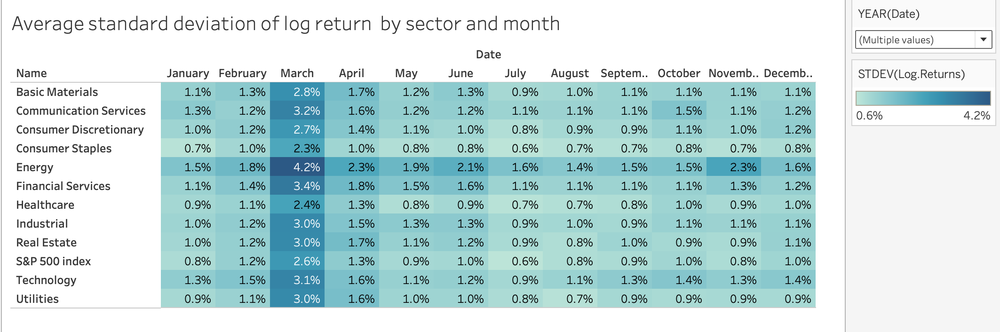 Average standard deviation of log return by sector and month
Date
Name January February March April May June July August Septem.. October Novemb.. Decemb..
Basic Materials 1.1% 1.3% 2.8% 1.7% 1.2% 1.3% 0.9% 1.0% 1.1% 1.1% 1.1% 1.1%
Communication Services 1.3% 1.2% 3.2% 1.6% 1.2% 1.2% 1.1% 1.1% 1.1% 1.5% 1.1% 1.2%
Consumer Discretionary 1.0% 1.2% 2.7% 1.4% 1.1% 1.0% 0.8% 0.9% 0.9% 1.1% 1.0% 1.2%
Consumer Staples 0.7% 1.0% 2.3% 1.0% 0.8% 0.8% 0.6% 0.7% 0.7% 0.8% 0.7% 0.8%
Energy 1.5% 1.8% 4.2% 2.3% 1.9% 2.1% 1.6% 1.4% 1.5% 1.5% 2.3% 1.6%
Financial Services 1.1% 1.4% 3.4% 1.8% 1.5% 1.6% 1.1% 1.1% 1.1% 1.1% 1.3% 1.2%
Healthcare 0.9% 1.1% 2.4% 1.3% 0.8% 0.9% 0.7% 0.7% 0.8% 1.0% 0.9% 1.0%
Industrial 1.0% 1.2% 3.0% 1.5% 1.3% 1.3% 0.9% 1.0% 0.9% 1.1% 1.1% 1.1%
Real Estate 1.0% 1.2% 3.0% 1.7% 1.1% 1.2% 0.9% 0.8% 1.0% 0.9% 0.9% 1.1%
S&P 500 index 0.8% 1.2% 2.6% 1.3% 0.9% 1.0% 0.6% 0.8% 0.9% 1.0% 0.8% 1.0%
Technology 1.3% 1.5% 3.1% 1.6% 1.1% 1.2% 0.9% 1.1% 1.3% 1.4% 1.3% 1.4%
Utilities 0.9% 1.1% 3.0% 1.6% 1.0% 1.0% 0.8% 0.7% 0.9% 0.9% 0.9% 0.9%
YEAR(Date)
(Multiple values)
STDEV(Log.Returns)
0.6% 4.2%